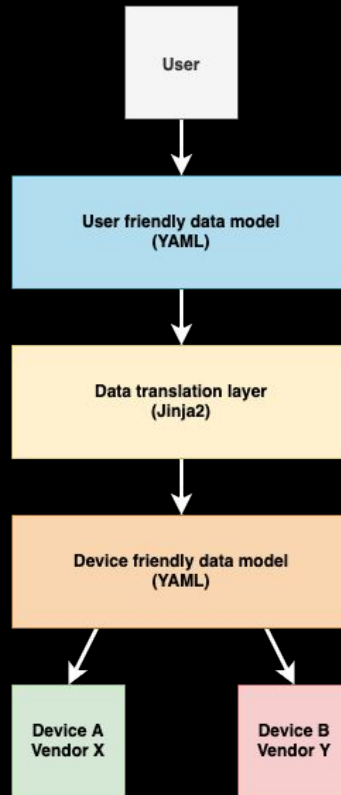 User
User friendly data model
(YAML)
Data translation layer
(Jinja2)
Device friendly data model
(YAML)
Device A
Vendor X
Device B
Vendor Y